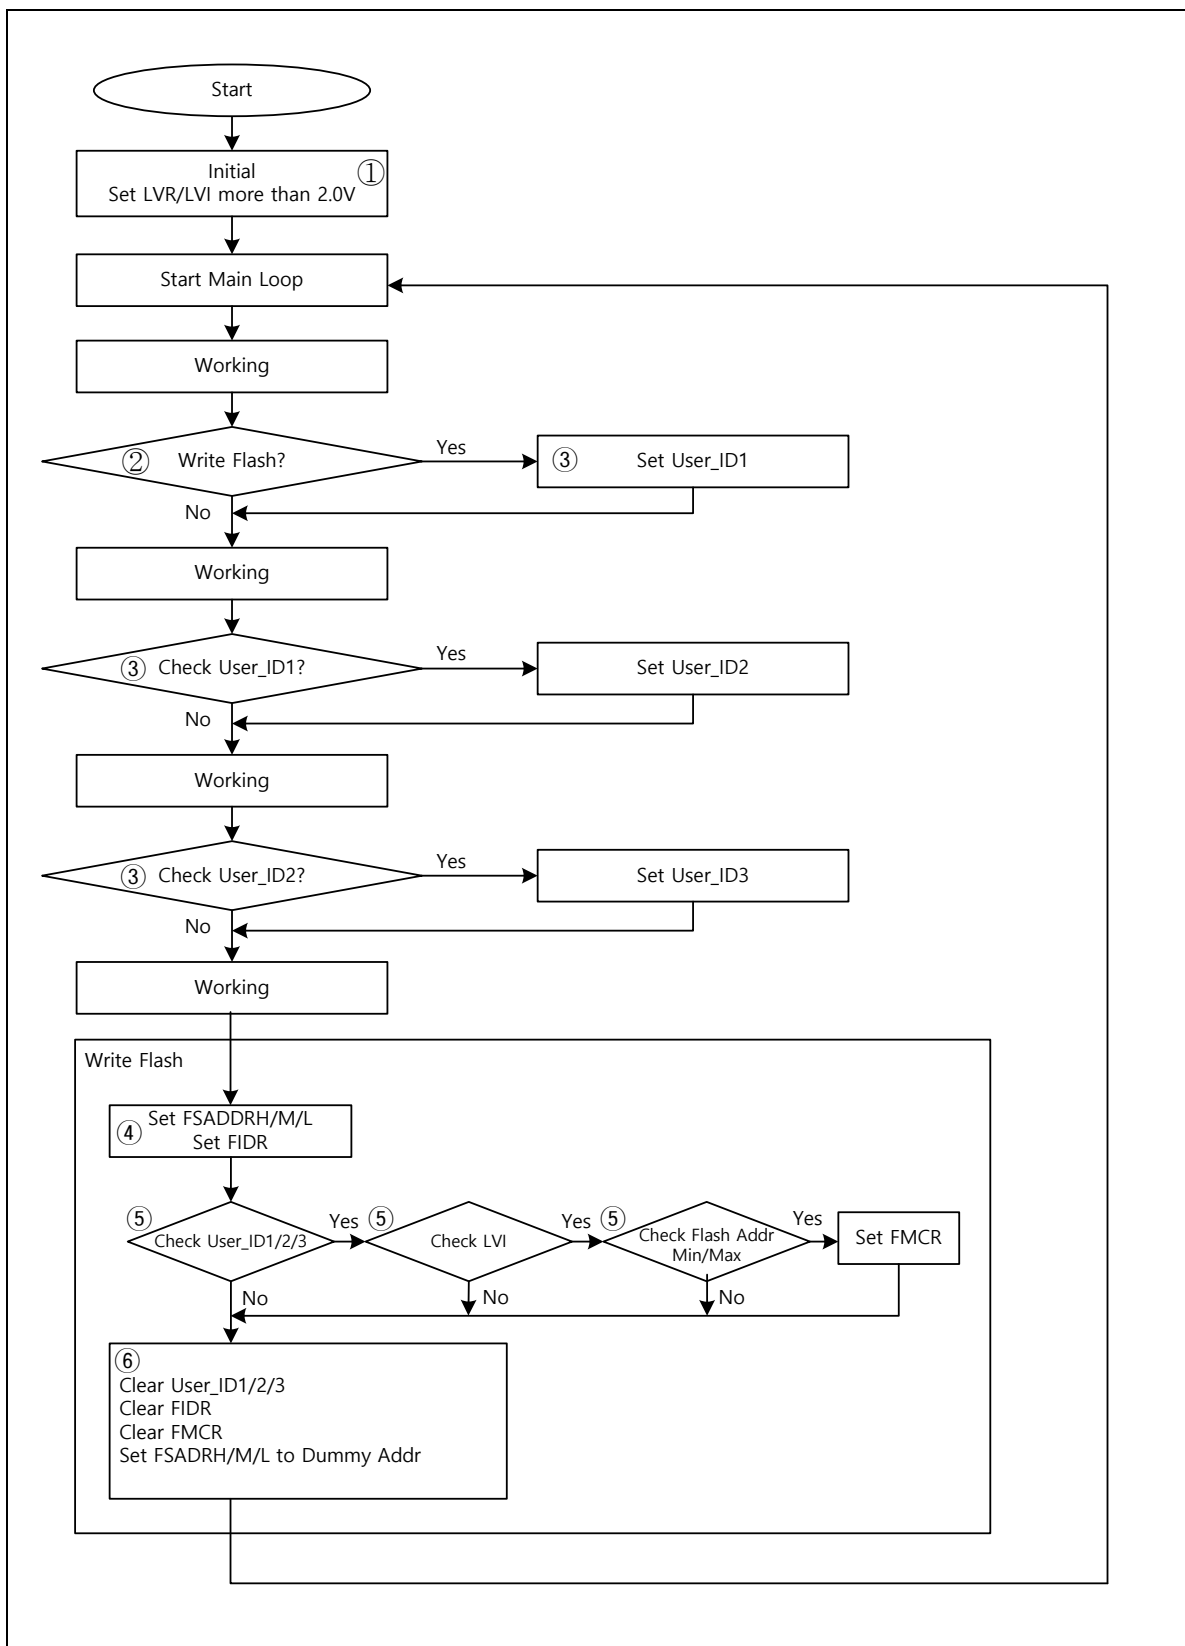 Start
Initial
①
Set LVR/LVI more than 2.0V
Start Main Loop
Working
② Write Flash?
Yes
③ Set User_ID1
No
Working
③ Check User_ID1?
Yes
Set User_ID2
No
Working
③ Check User_ID2?
Yes
Set User_ID3
No
Working
Write Flash
④
Set FSADDRH/M/L
Set FIDR
⑤
Check User_ID1/2/3
Yes
⑤
Check LVI
Yes
⑤
Check Flash Addr
Min/Max
Yes
Set FMCR
No
No
No
⑥
Clear User_ID1/2/3
Clear FIDR
Clear FMCR
Set FSADRH/M/L to Dummy Addr